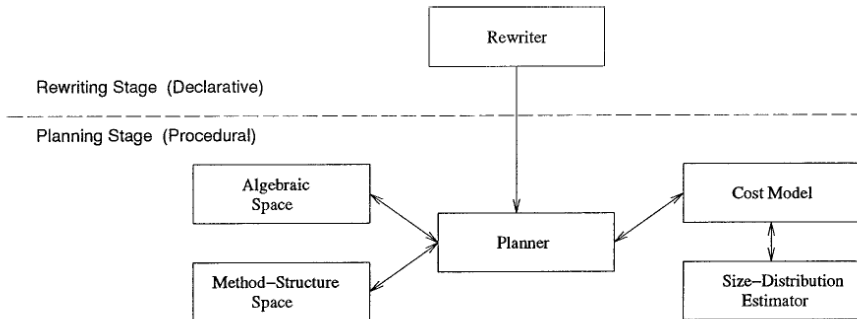 Rewriter
Rewriting Stage (Declarative)
Planning Stage (Procedural)
Algebraic
Space
Cost Model
Planner
Method-Structure
Space
Size-Distribution
Estimator